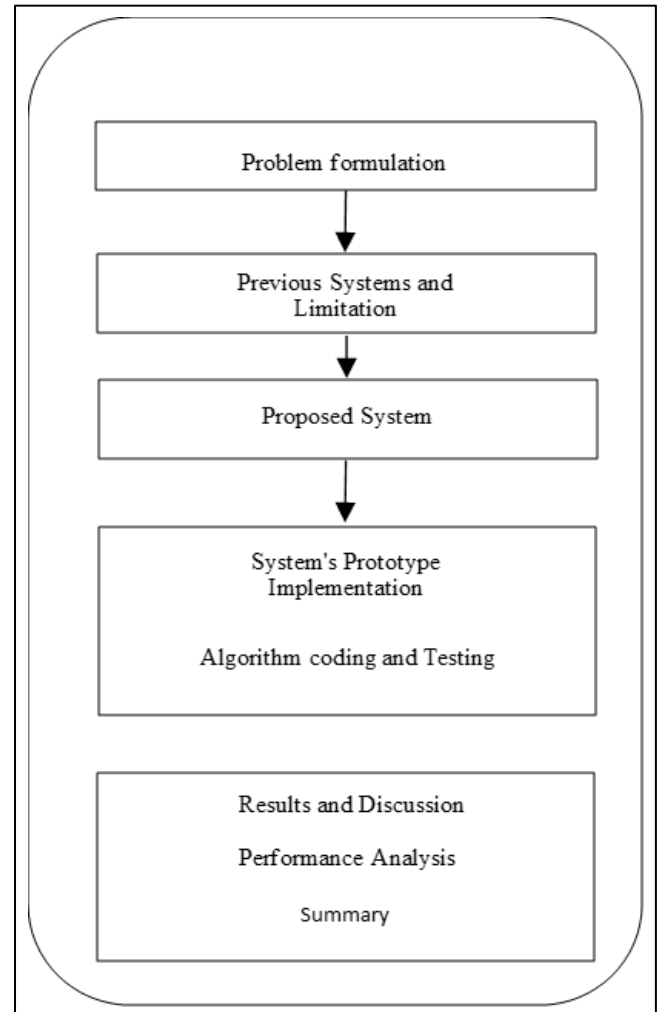 Problem formulation
Previous Systems and
Limitation
Proposed System
System's Prototype
Implementation
Algorithm coding and Testing
Results and Discussion
Performance Analysis
Summary